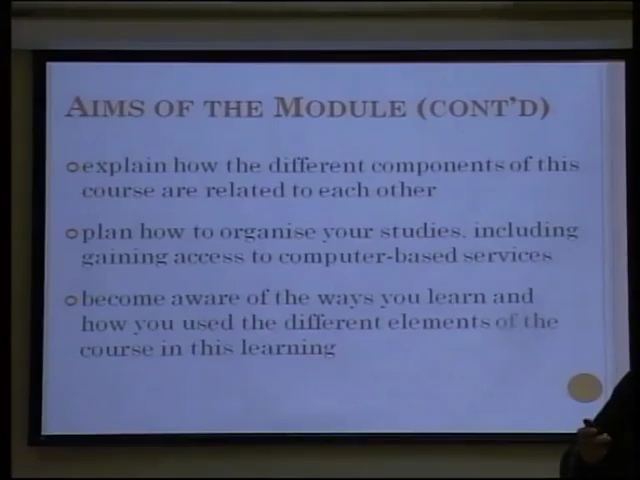 AIMS OF THE MODULE (CONT'D)
explain how the different components of this
course are related to each other
plan how to organise your studies, including
gaining access to computer-based services
become aware of the ways you learn and
how you used the different elements of the
course in this learning